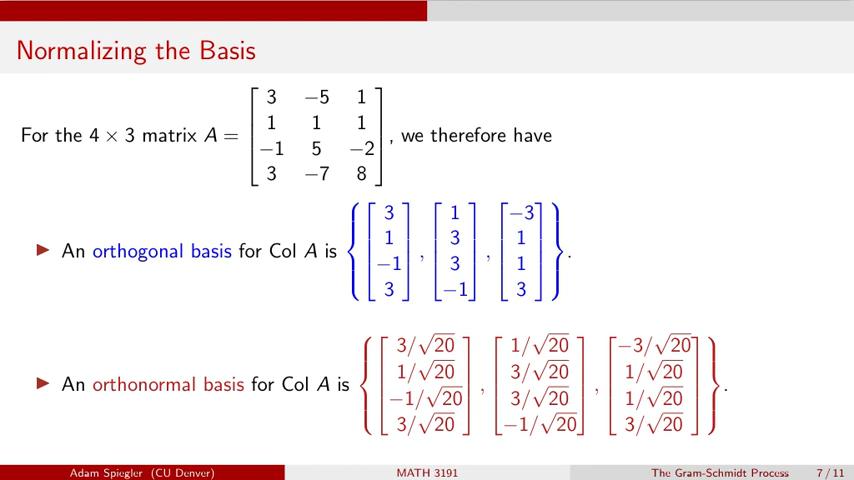 Normalizing the Basis
For the 4 × 3 matrix A = [3 −5 1; 1 1 1; −1 5 −2; 3 −7 8], we therefore have
▶ An orthogonal basis for Col A is {[3; 1; −1; 3], [1; 3; 3; −1], [−3; 1; 1; 3]}.
▶ An orthonormal basis for Col A is {[3/√20; 1/√20; −1/√20; 3/√20], [1/√20; 3/√20; 3/√20; −1/√20], [−3/√20; 1/√20; 1/√20; 3/√20]}.
Adam Spiegler (CU Denver) MATH 3191 The Gram-Schmidt Process 7 / 11